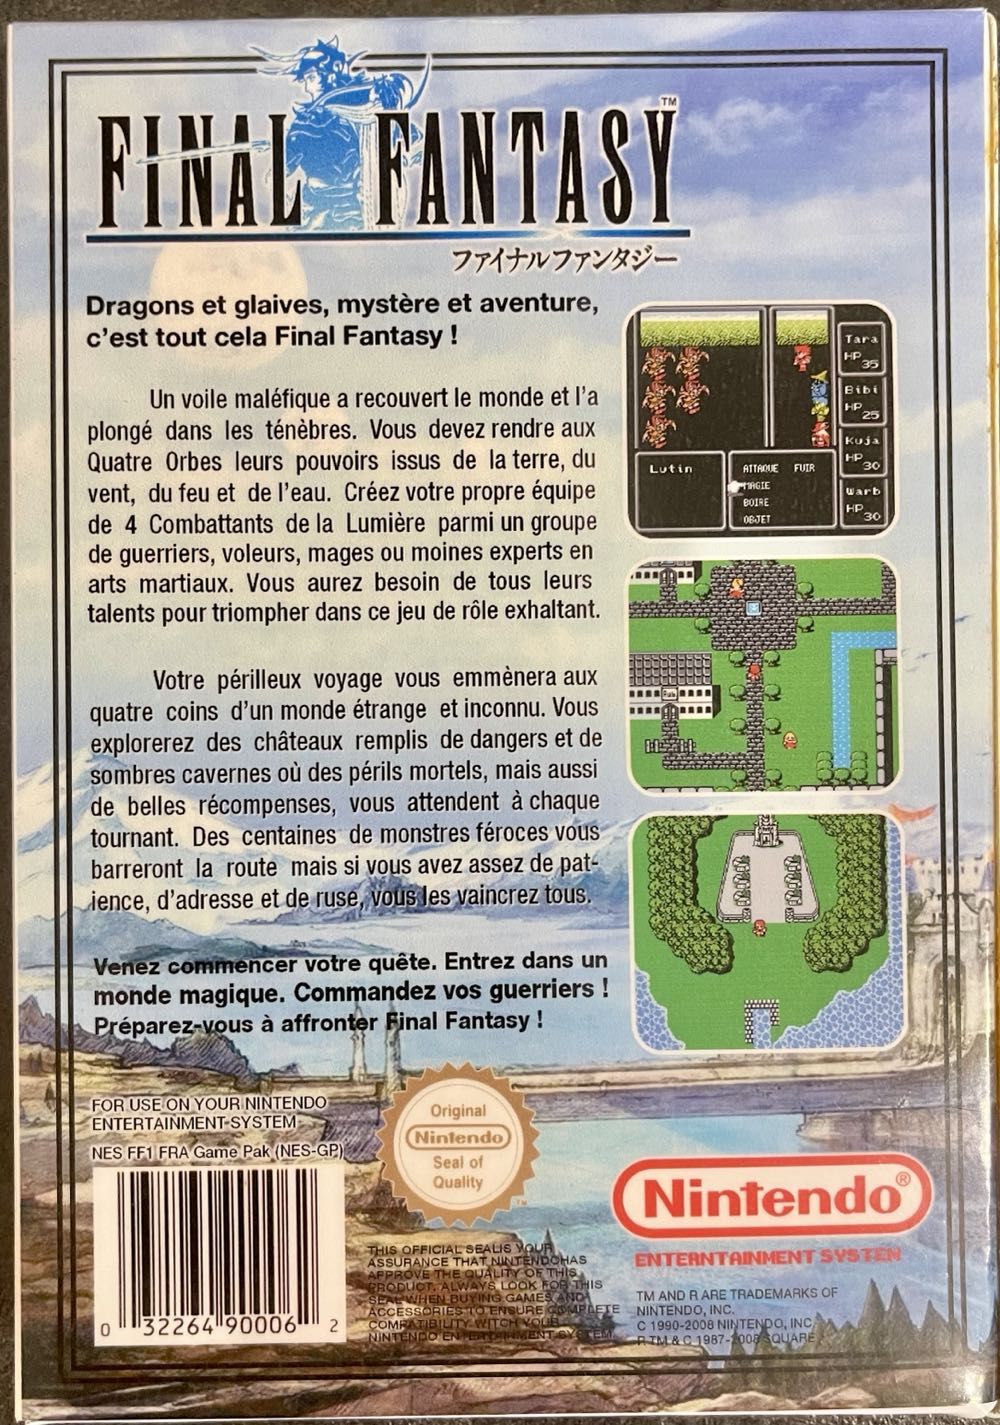 FINAL FANTASY™
ファイナルファンタジー
Dragons et glaives, mystère et aventure,
c'est tout cela Final Fantasy !
Un voile maléfique a recouvert le monde et l'a
plongé dans les ténèbres. Vous devez rendre aux
Quatre Orbes leurs pouvoirs issus de la terre, du
vent, du feu et de l'eau. Créez votre propre équipe
de 4 Combattants de la Lumière parmi un groupe
de guerriers, voleurs, mages ou moines experts en
arts martiaux. Vous aurez besoin de tous leurs
talents pour triompher dans ce jeu de rôle exhaltant.
Votre périlleux voyage vous emmènera aux
quatre coins d'un monde étrange et inconnu. Vous
explorerez des châteaux remplis de dangers et de
sombres cavernes où des périls mortels, mais aussi
de belles récompenses, vous attendent à chaque
tournant. Des centaines de monstres féroces vous
barreront la route mais si vous avez assez de pat-
ience, d'adresse et de ruse, vous les vaincrez tous.
Venez commencer votre quête. Entrez dans un
monde magique. Commandez vos guerriers !
Préparez-vous à affronter Final Fantasy !
Tara
HP
35
Bibi
HP
25
Kuja
HP
30
Warb
HP
30
Lutin
ATTAQUE FUIR
MAGIE
BOIRE
OBJET
Pub
FOR USE ON YOUR NINTENDO
ENTERTAINMENT SYSTEM
NES FF1 FRA Game Pak (NES-GP)
0 32264 90006 2
Original
Nintendo
Seal of
Quality
™
THIS OFFICIAL SEALIS YOUR
ASSURANCE THAT NINTENDOHAS
APPROVE THE QUALITY OF THIS
PRODUCT, ALWAYS LOOK FOR THIS
SEAL WHEN BUYING GAMES AND
ACCESSORIES TO ENSURE COMPLETE
COMPATIBILITY WITCH YOUR
NINTENDO ENTERTAINMENT SYSTEM.
Nintendo®
ENTERNTAINMENT SYSTEM
TM AND R ARE TRADEMARKS OF
NINTENDO, INC.
C 1990-2008 NINTENDO, INC.
R TM & C 1987-2008 SQUARE